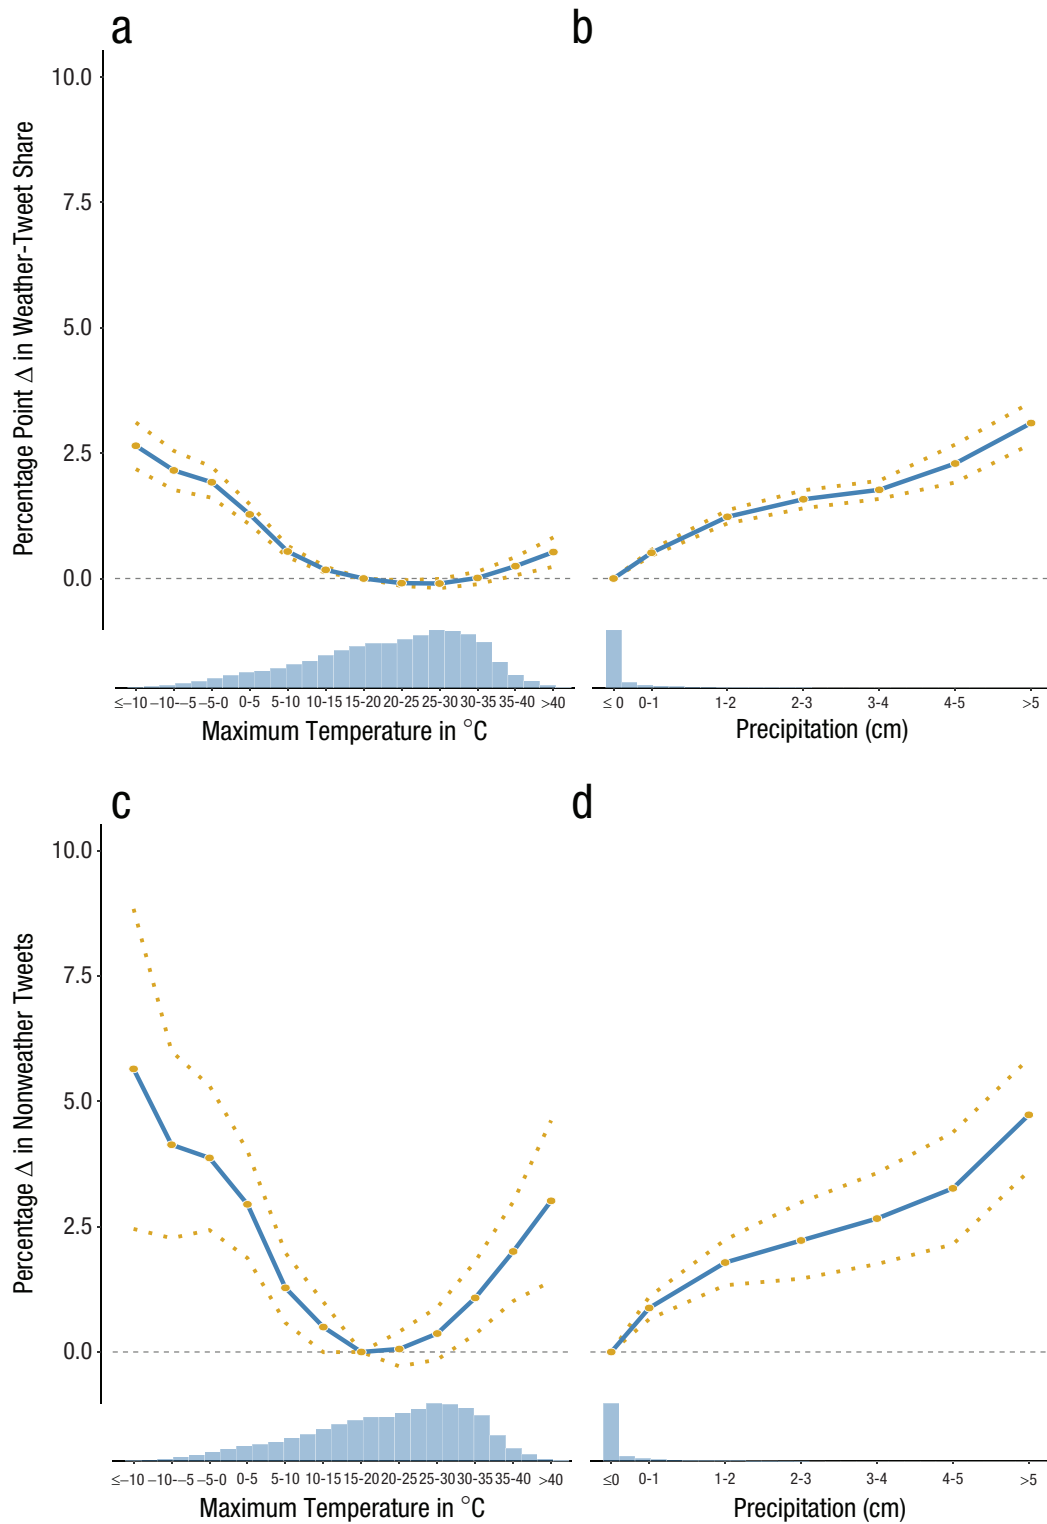 a
b
Percentage Point Δ in Weather-Tweet Share
10.0
7.5
5.0
2.5
0.0
≤−10 −10-−5 −5-0 0-5 5-10 10-15 15-20 20-25 25-30 30-35 35-40 >40
Maximum Temperature in °C
≤ 0 0-1 1-2 2-3 3-4 4-5 >5
Precipitation (cm)
c
d
Percentage Δ in Nonweather Tweets
10.0
7.5
5.0
2.5
0.0
≤−10 −10-−5 −5-0 0-5 5-10 10-15 15-20 20-25 25-30 30-35 35-40 >40
Maximum Temperature in °C
≤0 0-1 1-2 2-3 3-4 4-5 >5
Precipitation (cm)